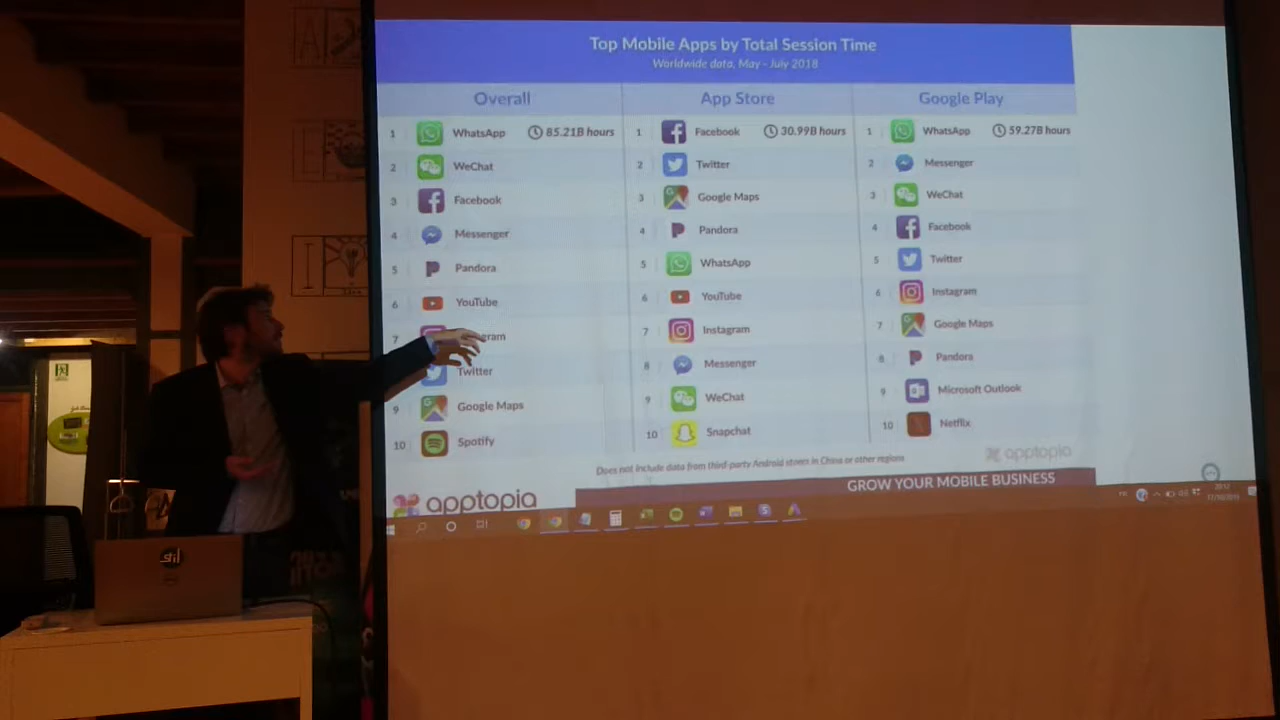 Top Mobile Apps by Total Session Time
Worldwide data, May - July 2018
Overall App Store Google Play
1 WhatsApp 85.21B hours 1 Facebook 30.99B hours 1 WhatsApp 59.27B hours
2 WeChat 2 Twitter 2 Messenger
3 Facebook 3 Google Maps 3 WeChat
4 Messenger 4 Pandora 4 Facebook
5 Pandora 5 WhatsApp 5 Twitter
6 YouTube 6 YouTube 6 Instagram
7 gram 7 Instagram 7 Google Maps
Twitter 8 Messenger 8 Pandora
9 Google Maps 9 WeChat 9 Microsoft Outlook
10 Spotify 10 Snapchat 10 Netflix
Does not include data from third-party Android stores in China or other regions
apptopia
apptopia
GROW YOUR MOBILE BUSINESS
stil